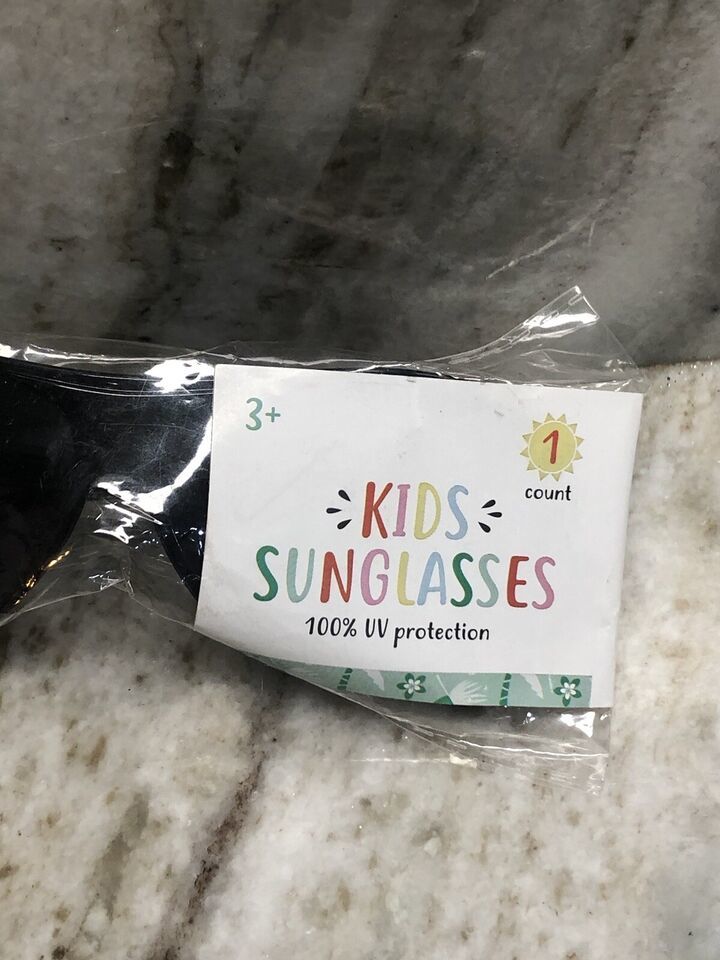 3+
1
count
KIDS
SUNGLASSES
100% UV protection